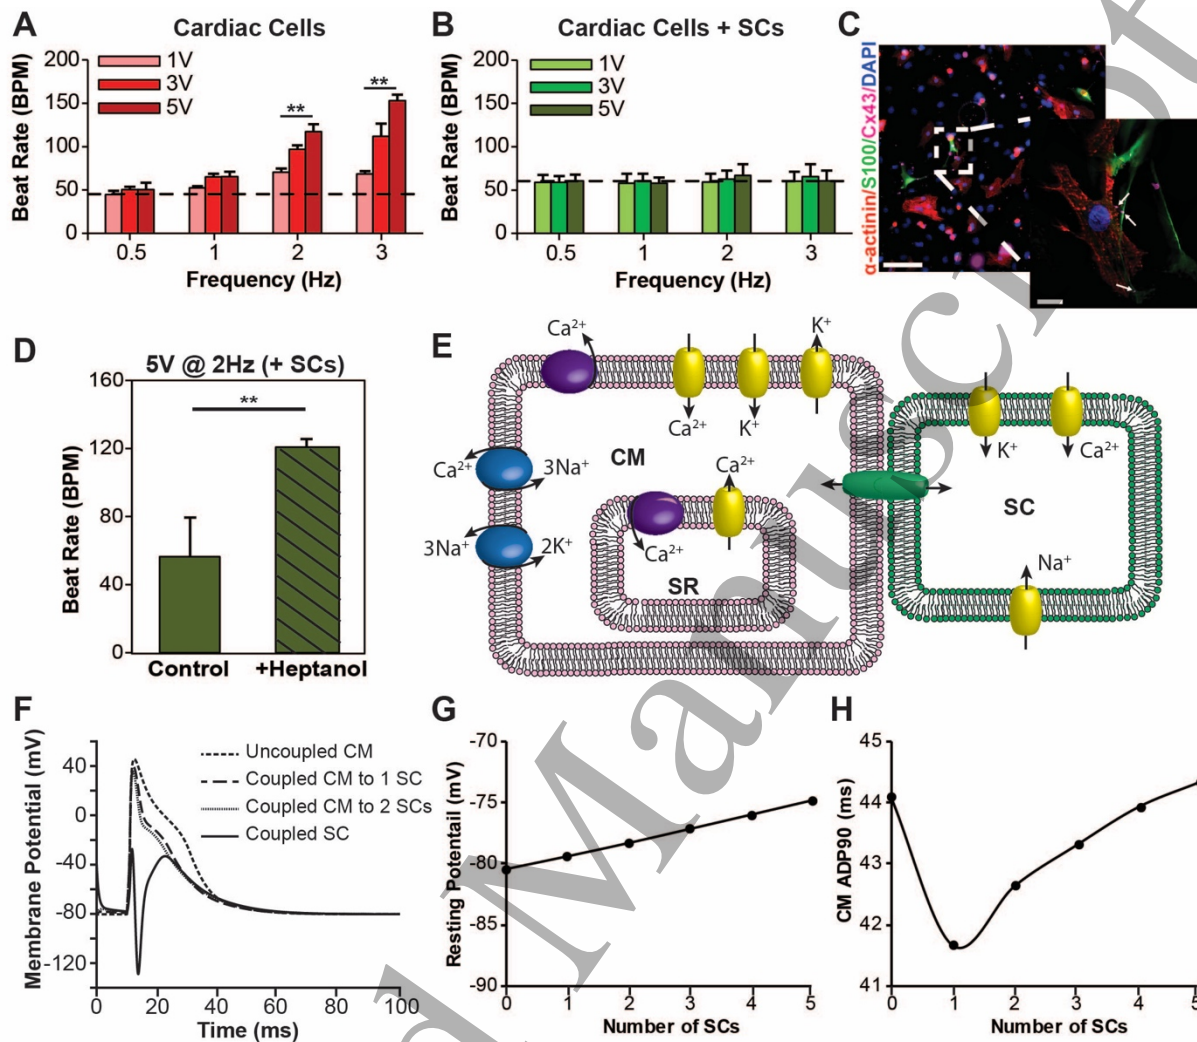 A
Cardiac Cells
200
150
100
50
0
Beat Rate (BPM)
1V
3V
5V
**
**
0.5
1
2
3
Frequency (Hz)
B
Cardiac Cells + SCs
200
150
100
50
0
Beat Rate (BPM)
1V
3V
5V
0.5
1
2
3
Frequency (Hz)
C
α-actinin/S100/Cx43/DAPI
D
5V @ 2Hz (+ SCs)
160
120
80
40
0
Beat Rate (BPM)
**
Control
+Heptanol
E
Ca2+
K+
Ca2+
K+
CM
Ca2+
3Na+
3Na+
2K+
Ca2+
Ca2+
SR
K+
Ca2+
SC
Na+
F
40
0
-40
-80
-120
Membrane Potential (mV)
Uncoupled CM
Coupled CM to 1 SC
Coupled CM to 2 SCs
Coupled SC
0
20
40
60
80
100
Time (ms)
G
-70
-75
-80
-85
-90
Resting Potentail (mV)
0
1
2
3
4
5
Number of SCs
H
45
44
43
42
41
CM ADP90 (ms)
0
1
2
3
4
5
Number of SCs
d Manuscript